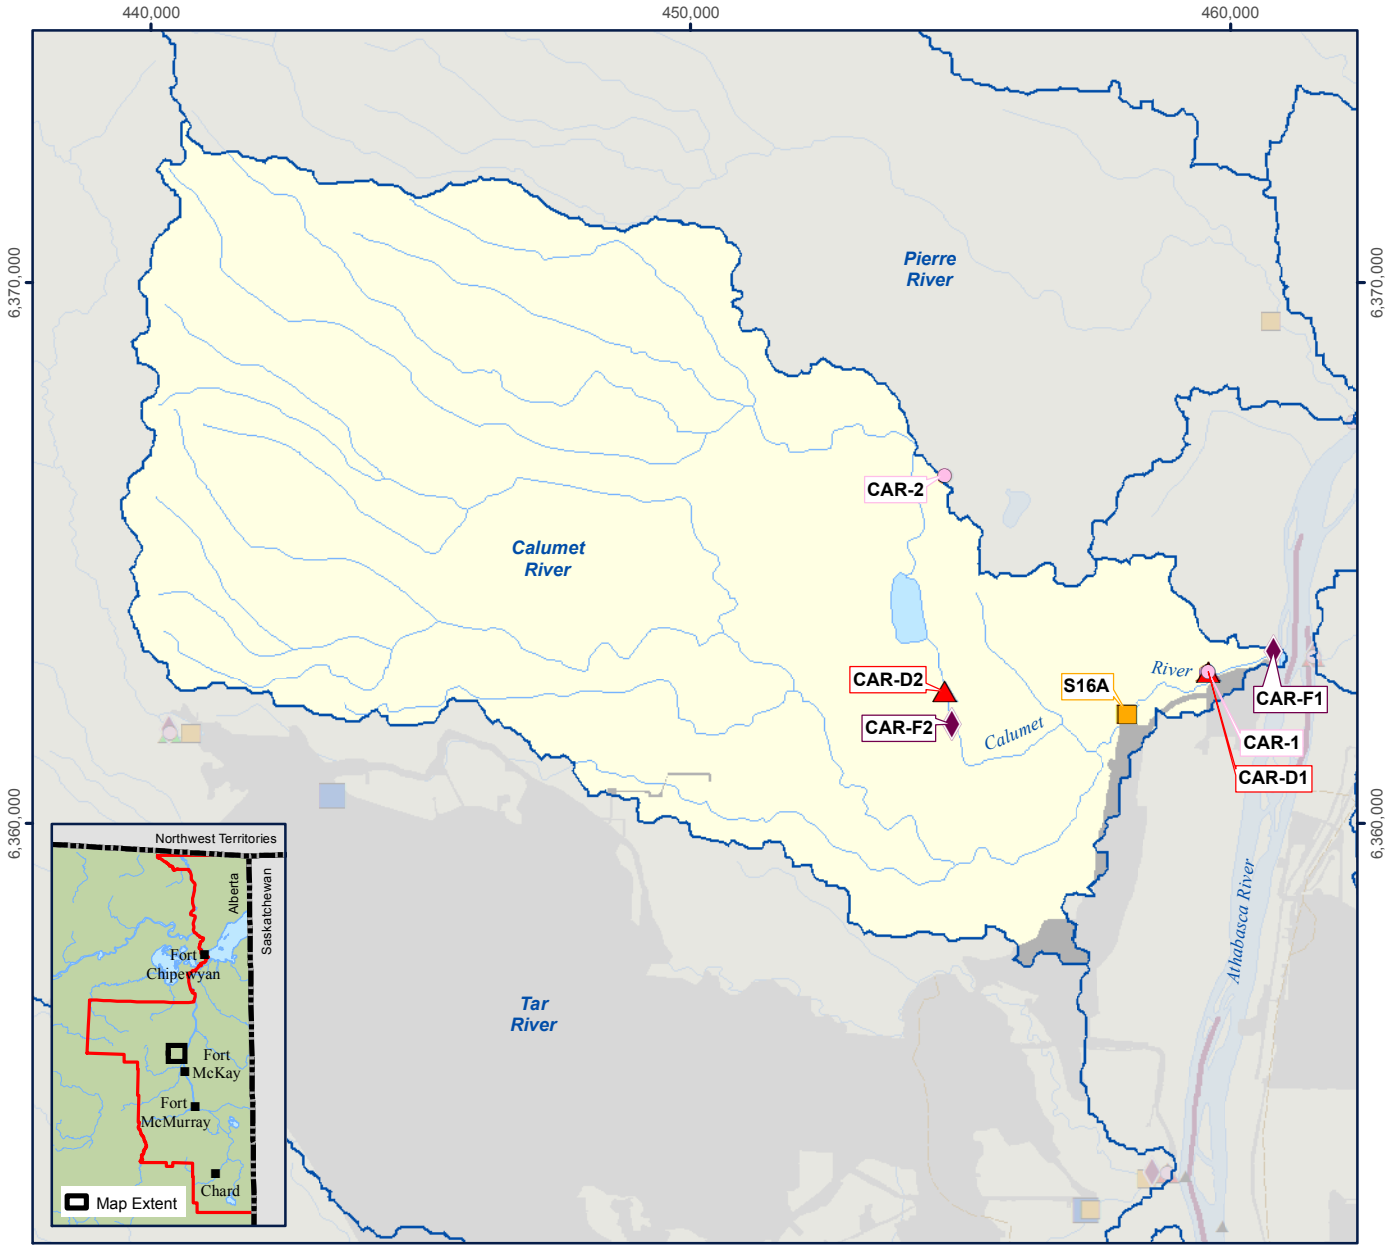 440,000
450,000
460,000
6,370,000
6,370,000
Pierre
River
CAR-2
Calumet
River
River
CAR-D2
S16A
CAR-F1
CAR-F2
Calumet
CAR-1
CAR-D1
6,360,000
6,360,000
Athabasca River
Tar
River
Northwest Territories
Alberta
Saskatchewan
Fort
Chipewyan
Fort
McKay
Fort
McMurray
Chard
Map Extent